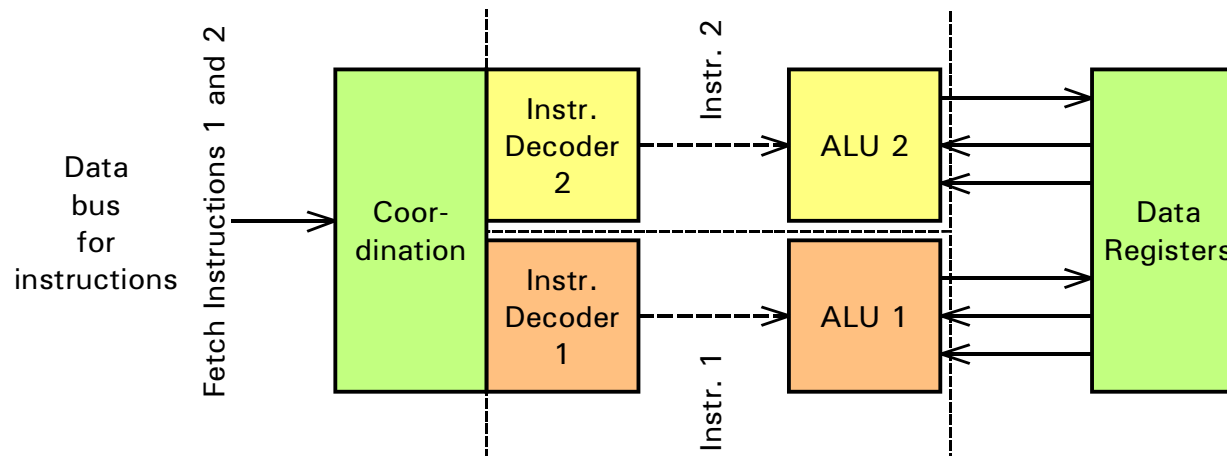 Data
bus
for
instructions
Fetch Instructions 1 and 2
Coor-
dination
Instr.
Decoder
2
Instr. 2
ALU 2
Instr.
Decoder
1
Instr. 1
ALU 1
Data
Registers